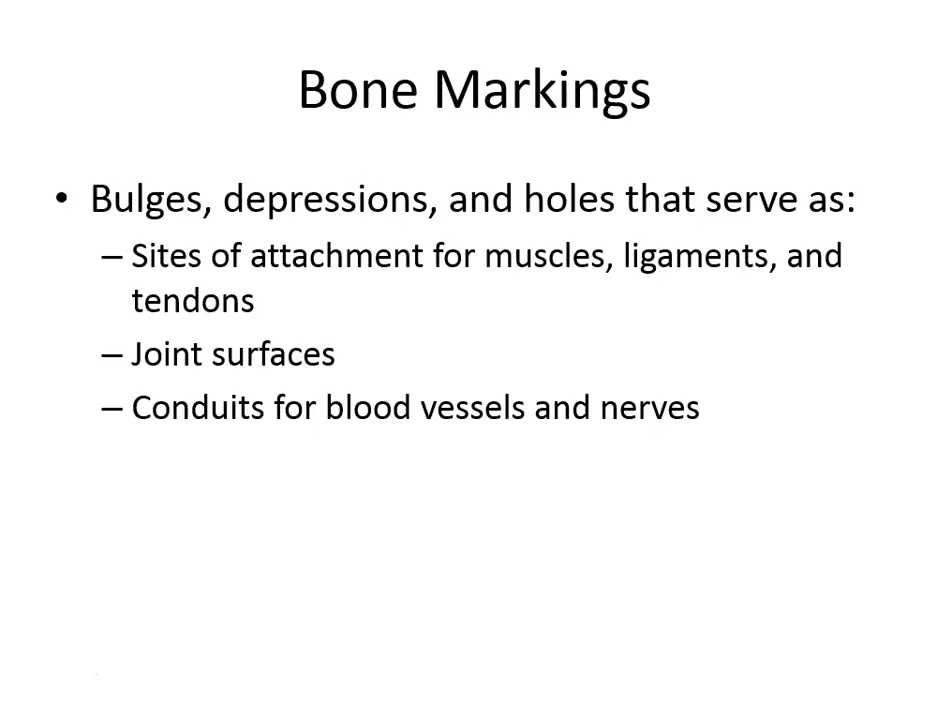 Bone Markings
• Bulges, depressions, and holes that serve as:
– Sites of attachment for muscles, ligaments, and
tendons
– Joint surfaces
– Conduits for blood vessels and nerves